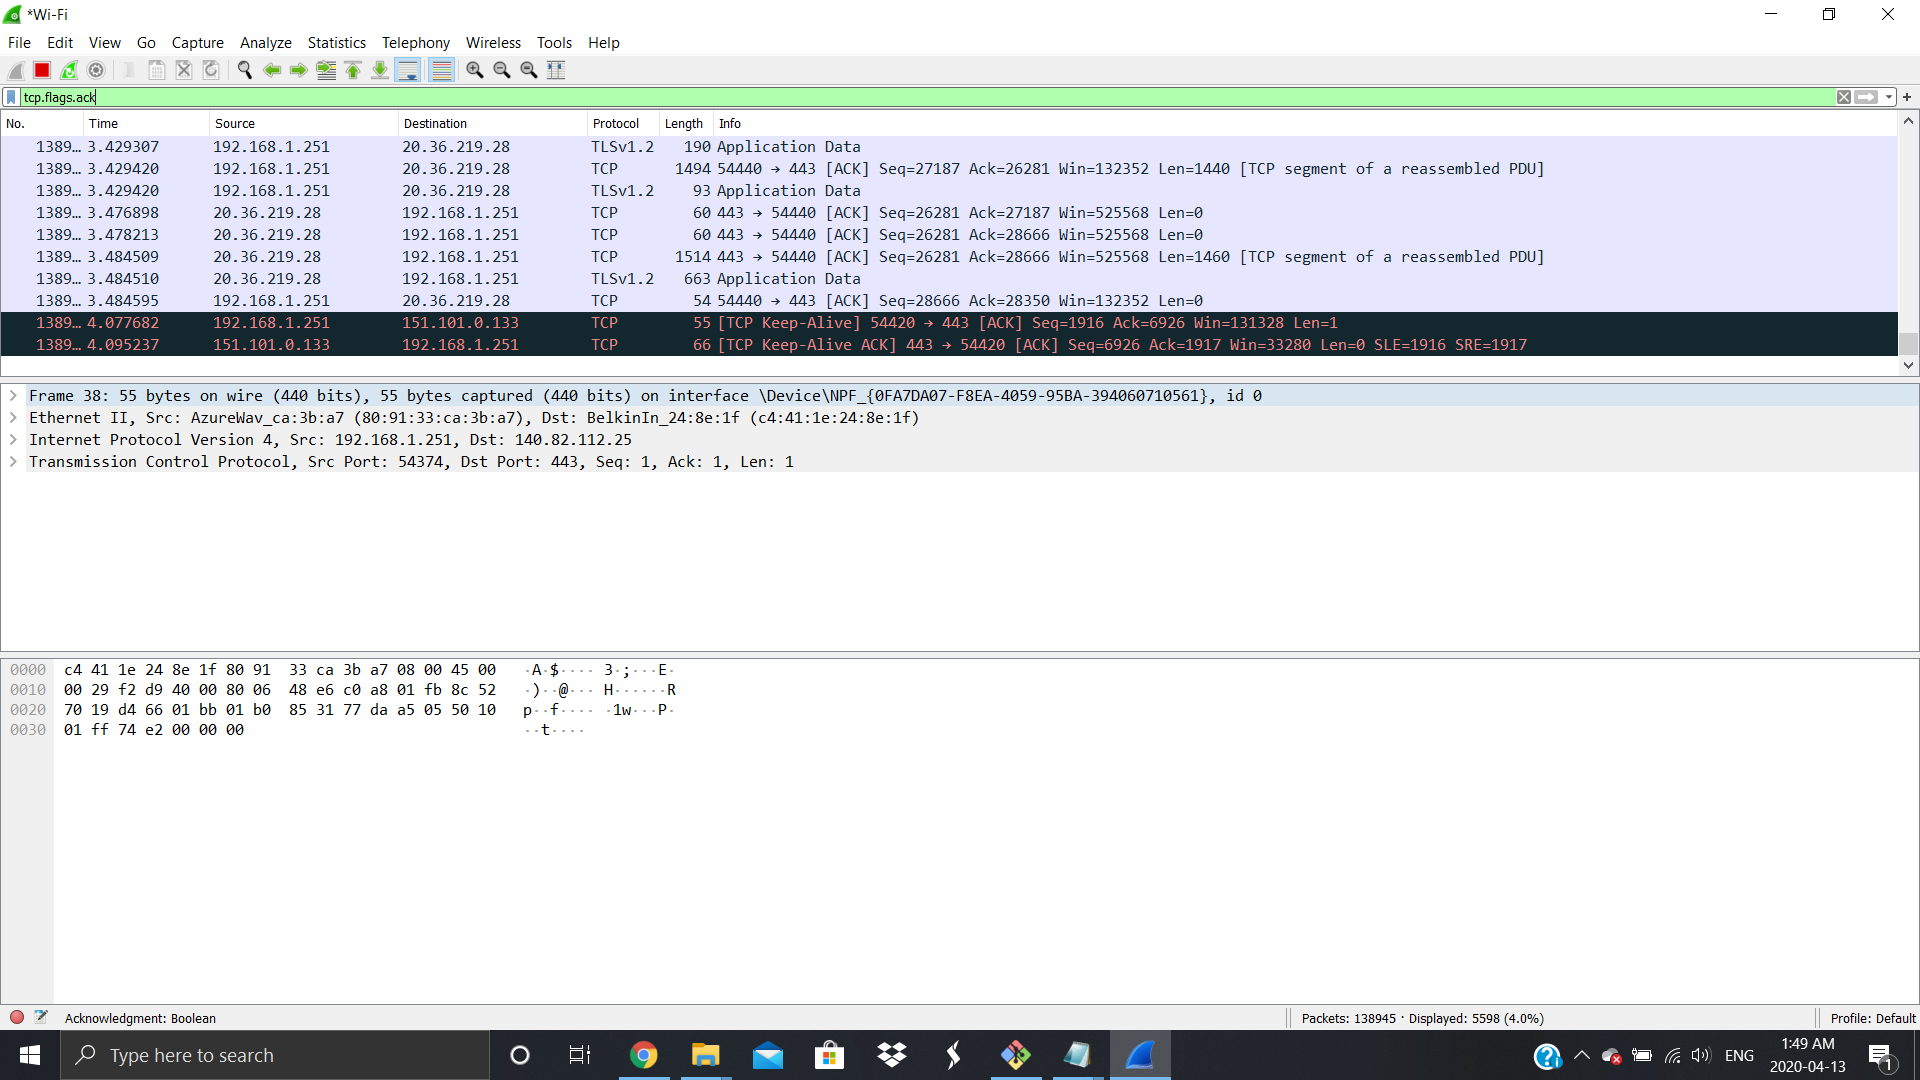 *Wi-Fi
File Edit View Go Capture Analyze Statistics Telephony Wireless Tools Help
tcp.flags.ack
No. Time Source Destination Protocol Length Info
1389… 3.429307 192.168.1.251 20.36.219.28 TLSv1.2 190 Application Data
1389… 3.429420 192.168.1.251 20.36.219.28 TCP 1494 54440 → 443 [ACK] Seq=27187 Ack=26281 Win=132352 Len=1440 [TCP segment of a reassembled PDU]
1389… 3.429420 192.168.1.251 20.36.219.28 TLSv1.2 93 Application Data
1389… 3.476898 20.36.219.28 192.168.1.251 TCP 60 443 → 54440 [ACK] Seq=26281 Ack=27187 Win=525568 Len=0
1389… 3.478213 20.36.219.28 192.168.1.251 TCP 60 443 → 54440 [ACK] Seq=26281 Ack=28666 Win=525568 Len=0
1389… 3.484509 20.36.219.28 192.168.1.251 TCP 1514 443 → 54440 [ACK] Seq=26281 Ack=28666 Win=525568 Len=1460 [TCP segment of a reassembled PDU]
1389… 3.484510 20.36.219.28 192.168.1.251 TLSv1.2 663 Application Data
1389… 3.484595 192.168.1.251 20.36.219.28 TCP 54 54440 → 443 [ACK] Seq=28666 Ack=28350 Win=132352 Len=0
1389… 4.077682 192.168.1.251 151.101.0.133 TCP 55 [TCP Keep-Alive] 54420 → 443 [ACK] Seq=1916 Ack=6926 Win=131328 Len=1
1389… 4.095237 151.101.0.133 192.168.1.251 TCP 66 [TCP Keep-Alive ACK] 443 → 54420 [ACK] Seq=6926 Ack=1917 Win=33280 Len=0 SLE=1916 SRE=1917
Frame 38: 55 bytes on wire (440 bits), 55 bytes captured (440 bits) on interface \Device\NPF_{0FA7DA07-F8EA-4059-95BA-394060710561}, id 0
Ethernet II, Src: AzureWav_ca:3b:a7 (80:91:33:ca:3b:a7), Dst: BelkinIn_24:8e:1f (c4:41:1e:24:8e:1f)
Internet Protocol Version 4, Src: 192.168.1.251, Dst: 140.82.112.25
Transmission Control Protocol, Src Port: 54374, Dst Port: 443, Seq: 1, Ack: 1, Len: 1
0000 c4 41 1e 24 8e 1f 80 91 33 ca 3b a7 08 00 45 00 ·A·$···· 3·;···E·
0010 00 29 f2 d9 40 00 80 06 48 e6 c0 a8 01 fb 8c 52 ·)··@··· H······R
0020 70 19 d4 66 01 bb 01 b0 85 31 77 da a5 05 50 10 p··f···· ·1w···P·
0030 01 ff 74 e2 00 00 00 ··t····
Acknowledgment: Boolean Packets: 138945 · Displayed: 5598 (4.0%) Profile: Default
Type here to search ENG 1:49 AM
2020-04-13 1